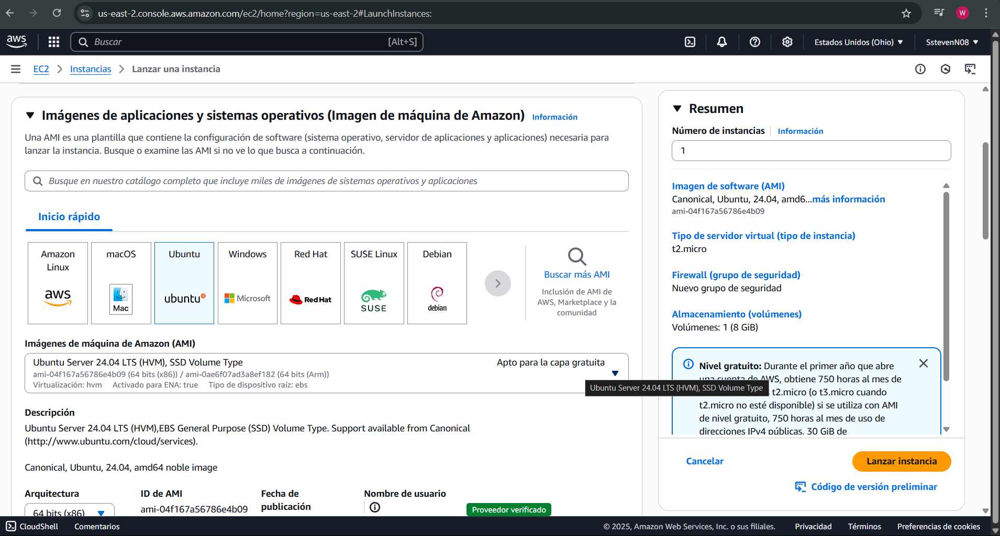 us-east-2.console.aws.amazon.com/ec2/home?region=us-east-2#LaunchInstances:
W
aws
Buscar
[Alt+S]
Estados Unidos (Ohio)
SstevenN08
EC2
Instancias
Lanzar una instancia
Imágenes de aplicaciones y sistemas operativos (Imagen de máquina de Amazon)
Información
Una AMI es una plantilla que contiene la configuración de software (sistema operativo, servidor de aplicaciones y aplicaciones) necesaria para
lanzar la instancia. Busque o examine las AMI si no ve lo que busca a continuación.
Busque en nuestro catálogo completo que incluye miles de imágenes de sistemas operativos y aplicaciones
Inicio rápido
Amazon
Linux
aws
macOS
Mac
Ubuntu
ubuntu
Windows
Microsoft
Red Hat
Red Hat
SUSE Linux
SUSE
Debian
debian
Buscar más AMI
Inclusión de AMI de
AWS, Marketplace y la
comunidad
Imágenes de máquina de Amazon (AMI)
Ubuntu Server 24.04 LTS (HVM), SSD Volume Type
Apto para la capa gratuita
ami-04f167a56786e4b09 (64 bits (x86)) / ami-0ae6f07ad3a8ef182 (64 bits (Arm))
Virtualización: hvm
Activado para ENA: true
Tipo de dispositivo raíz: ebs
Ubuntu Server 24.04 LTS (HVM), SSD Volume Type
Descripción
Ubuntu Server 24.04 LTS (HVM),EBS General Purpose (SSD) Volume Type. Support available from Canonical
(http://www.ubuntu.com/cloud/services).
Canonical, Ubuntu, 24.04, amd64 noble image
Arquitectura
64 bits (x86)
ID de AMI
ami-04f167a56786e4b09
Fecha de
publicación
Nombre de usuario
Proveedor verificado
Resumen
Número de instancias
Información
1
Imagen de software (AMI)
Canonical, Ubuntu, 24.04, amd6...más información
ami-04f167a56786e4b09
Tipo de servidor virtual (tipo de instancia)
t2.micro
Firewall (grupo de seguridad)
Nuevo grupo de seguridad
Almacenamiento (volúmenes)
Volúmenes: 1 (8 GiB)
Nivel gratuito: Durante el primer año que abre
una cuenta de AWS, obtiene 750 horas al mes de
t2.micro (o t3.micro cuando
t2.micro no esté disponible) si se utiliza con AMI
de nivel gratuito, 750 horas al mes de uso de
direcciones IPv4 públicas, 30 GiB de
Cancelar
Lanzar instancia
Código de versión preliminar
CloudShell
Comentarios
© 2025, Amazon Web Services, Inc. o sus filiales.
Privacidad
Términos
Preferencias de cookies